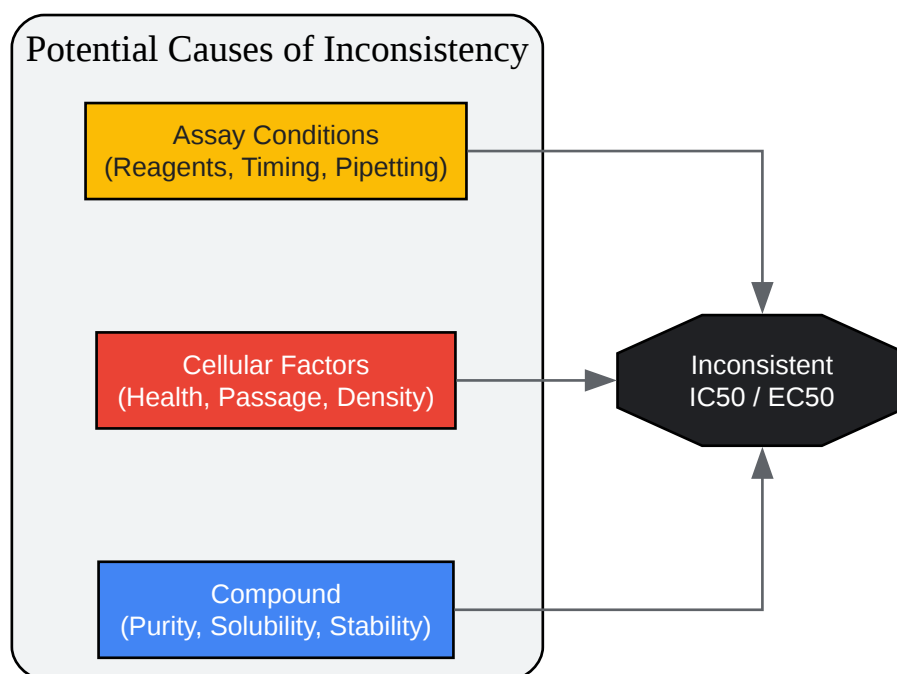 Potential Causes of Inconsistency
Assay Conditions
(Reagents, Timing, Pipetting)
Cellular Factors
(Health, Passage, Density)
Inconsistent
IC50 / EC50
Compound
(Purity, Solubility, Stability)